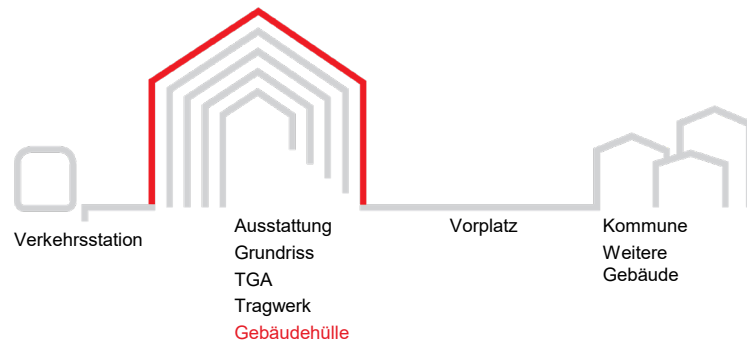 Verkehrsstation
Ausstattung
Grundriss
TGA
Tragwerk
Gebäudehülle
Vorplatz
Kommune
Weitere
Gebäude